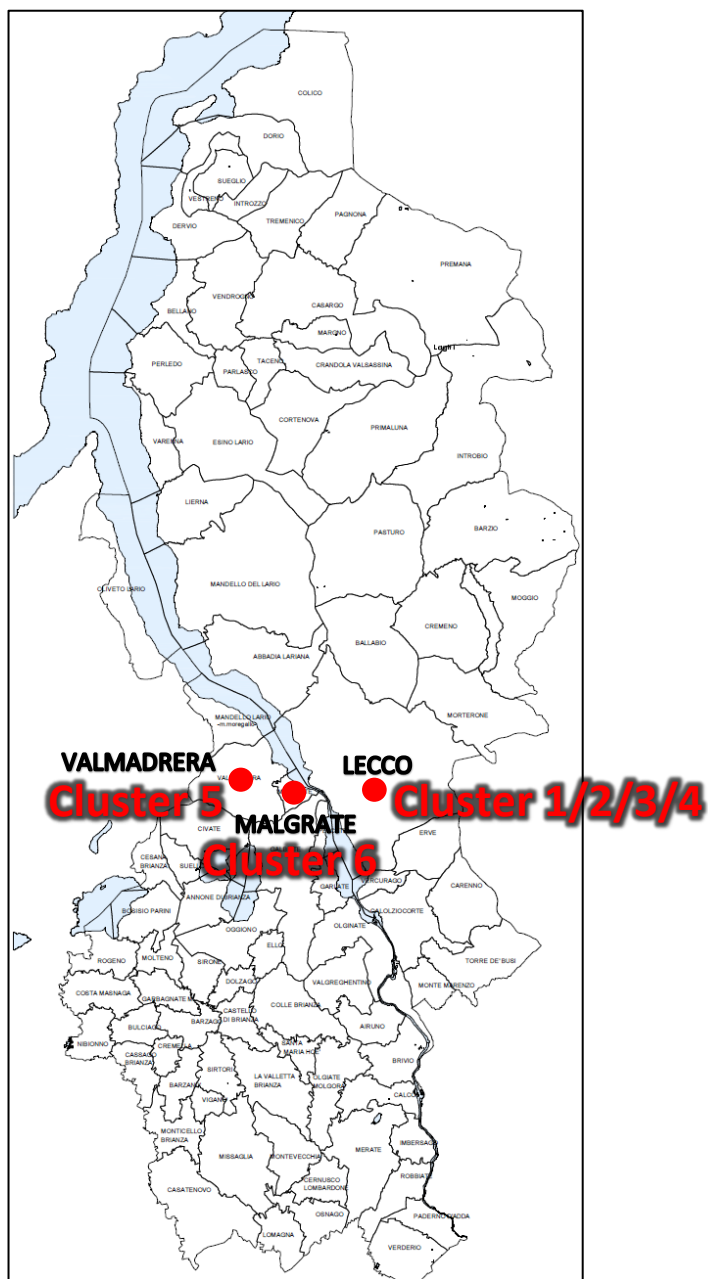 COLICO
DORIO
SUEGLIO
VESTRENO
INTROZZO
TREMENICO
PAGNONA
DERVIO
PREMANA
VENDROGNO
CASARGO
BELLANO
MARGNO
Laghi
PERLEDO
TACENO
PARLASCO
CRANDOLA VALSASSINA
CORTENOVA
PRIMALUNA
VARENNA
ESINO LARIO
INTROBIO
LIERNA
BARZIO
PASTURO
MANDELLO DEL LARIO
OLIVETO LARIO
MOGGIO
CREMENO
BALLABIO
ABBADIA LARIANA
MORTERONE
MANDELLO LARIO
-m.moregallo-
VALMADRERA
LECCO
Cluster 5
Cluster 1/2/3/4
MALGRATE
CIVATE
ERVE
Cluster 6
CESANA
BRIANZA
VERCURAGO
CARENNO
GARLATE
ANNONE DI BRIANZA
BOSISIO PARINI
CALOLZIOCORTE
OGGIONO
OLGINATE
ELLO
ROGENO
MOLTENO
SIRONE
TORRE DE' BUSI
DOLZAGO
VALGREGHENTINO
MONTE MARENZO
COSTA MASNAGA
GARBAGNATE M.
COLLE BRIANZA
CASTELLO
DI BRIANZA
BARZAGO
BULCIAGO
AIRUNO
NIBIONNO
CREMELLA
SANTA
MARIA HOE'
CASSAGO
BRIANZA
BRIVIO
SIRTORI
LA VALLETTA
BRIANZA
OLGIATE
MOLGORA
BARZANO'
CALCO
VIGANO'
MONTICELLO
BRIANZA
IMBERSAGO
MERATE
MISSAGLIA
MONTEVECCHIA
ROBBIATE
CERNUSCO
LOMBARDONE
CASATENOVO
OSNAGO
PADERNO D'ADDA
LOMAGNA
VERDERIO